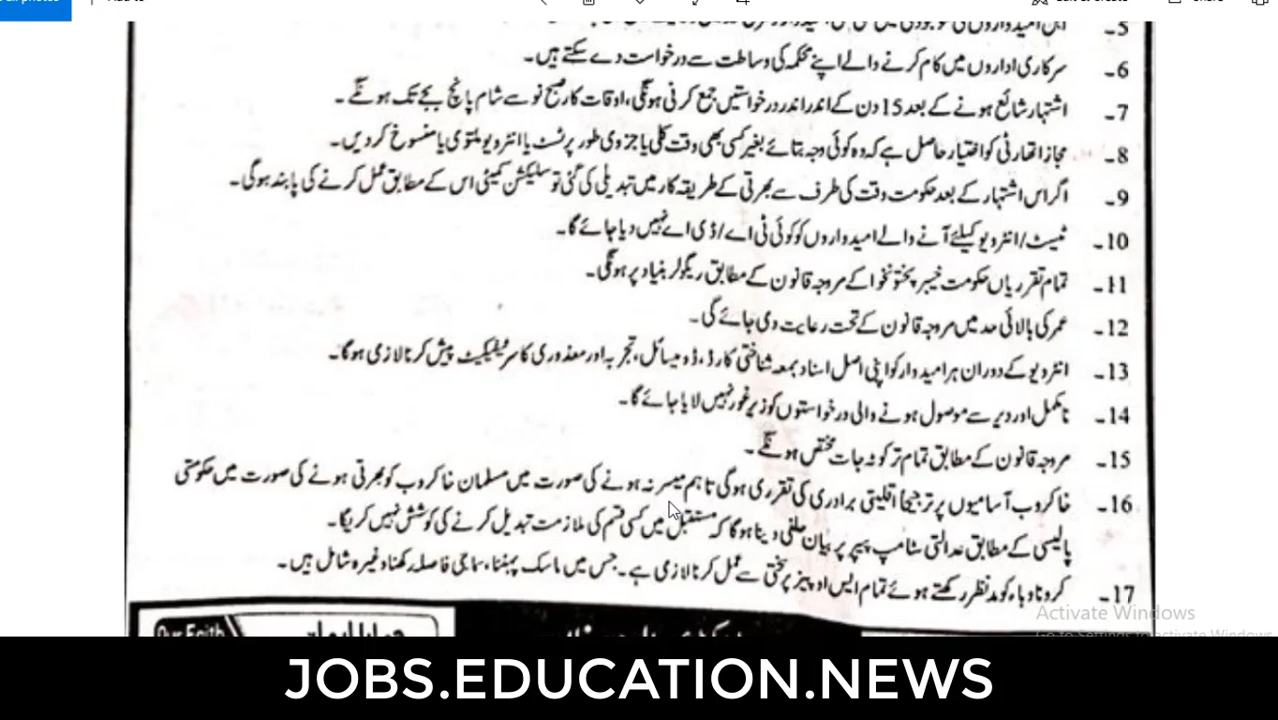 5۔
6۔ سرکاری اداروں میں کام کرنے والے اپنے محکمہ کی وساطت سے درخواست دے سکتے ہیں۔
7۔ اشتہار شائع ہونے کے بعد 15 دن کے اندر اندر درخواستیں جمع کرنی ہونگی، اوقات کار صبح نو سے شام پانچ بجے تک ہونگے۔
8۔ مجاز اتھارٹی کو اختیار حاصل ہے کہ وہ کوئی وجہ بتائے بغیر کسی بھی وقت کلی یا جزوی طور پر ٹسٹ یا انٹرویو ملتوی یا منسوخ کر دیں۔
9۔ اگر اس اشتہار کے بعد حکومت وقت کی طرف سے بھرتی کے طریقہ کار میں تبدیلی کی گئی تو سلیکشن کمیٹی اس کے مطابق عمل کرنے کی پابند ہوگی۔
10۔ ٹیسٹ/انٹرویو کیلئے آنے والے امیدواروں کو کوئی ٹی اے/ڈی اے نہیں دیا جائے گا۔
11۔ تمام تقرریاں حکومت خیبر پختونخوا کے مروجہ قانون کے مطابق ریگولر بنیاد پر ہونگی۔
12۔ عمر کی بالائی حد میں مروجہ قانون کے تحت رعایت دی جائے گی۔
13۔ انٹرویو کے دوران ہر امیدوار کو اپنی اصل اسناد بمعہ شناختی کارڈ، ڈومیسائل، تجربہ اور معذوری کا سرٹیفکیٹ پیش کرنا لازمی ہوگا۔
14۔ نامکمل اور دیر سے موصول ہونے والی درخواستوں کو زیر غور نہیں لایا جائے گا۔
15۔ مروجہ قانون کے مطابق تمام تر کوٹہ جات مختص ہونگے۔
16۔ خاکروب آسامیوں پر ترجیحاً اقلیتی برادری کی تقرری ہوگی تاہم میسر نہ ہونے کی صورت میں مسلمان خاکروب کو بھرتی ہونے کی صورت میں حکومتی
پالیسی کے مطابق عدالتی سٹامپ پیپر پر بیان حلفی دینا ہوگا کہ مستقبل میں کسی قسم کی ملازمت تبدیل کرنے کی کوشش نہیں کریگا۔
17۔ کرونا وباء کو مدنظر رکھتے ہوئے تمام ایس او پیز پر سختی سے عمل کرنا لازمی ہے۔ جس میں ماسک پہننا، سماجی فاصلہ رکھنا وغیرہ شامل ہیں۔
Activate Windows
Our Faith
JOBS.EDUCATION.NEWS